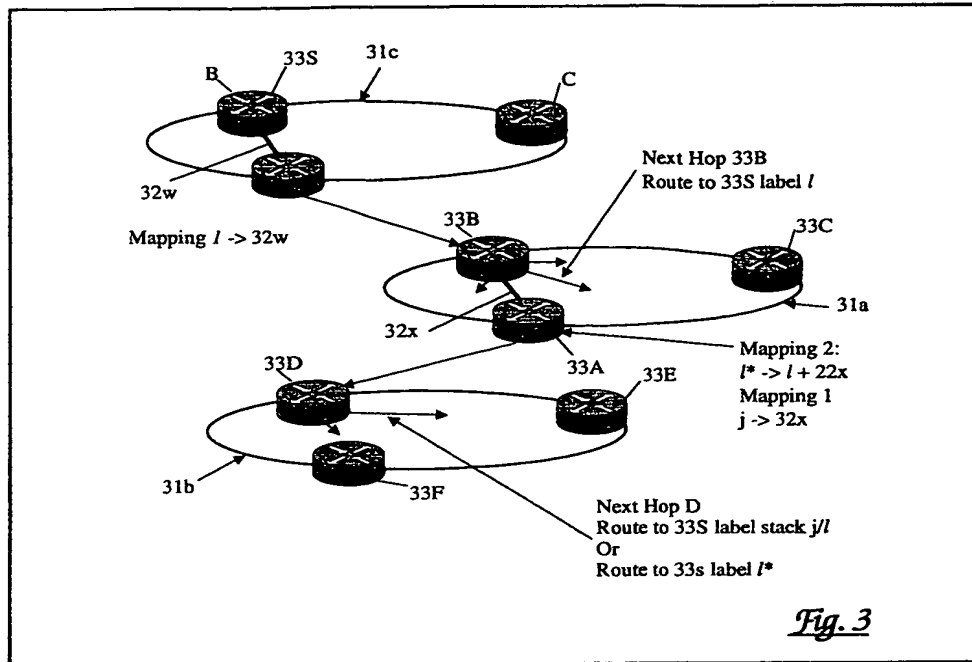 B
33S
31c
C
32w
Next Hop 33B
Route to 33S label l
Mapping l -> 32w
33B
33C
32x
31a
33A
33D
33E
Mapping 2:
l* -> l + 22x
Mapping 1
j -> 32x
31b
33F
Next Hop D
Route to 33S label stack j/l
Or
Route to 33s label l*
Fig. 3